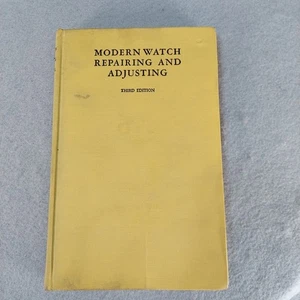 MODERN WATCH
REPAIRING AND
ADJUSTING
THIRD EDITION